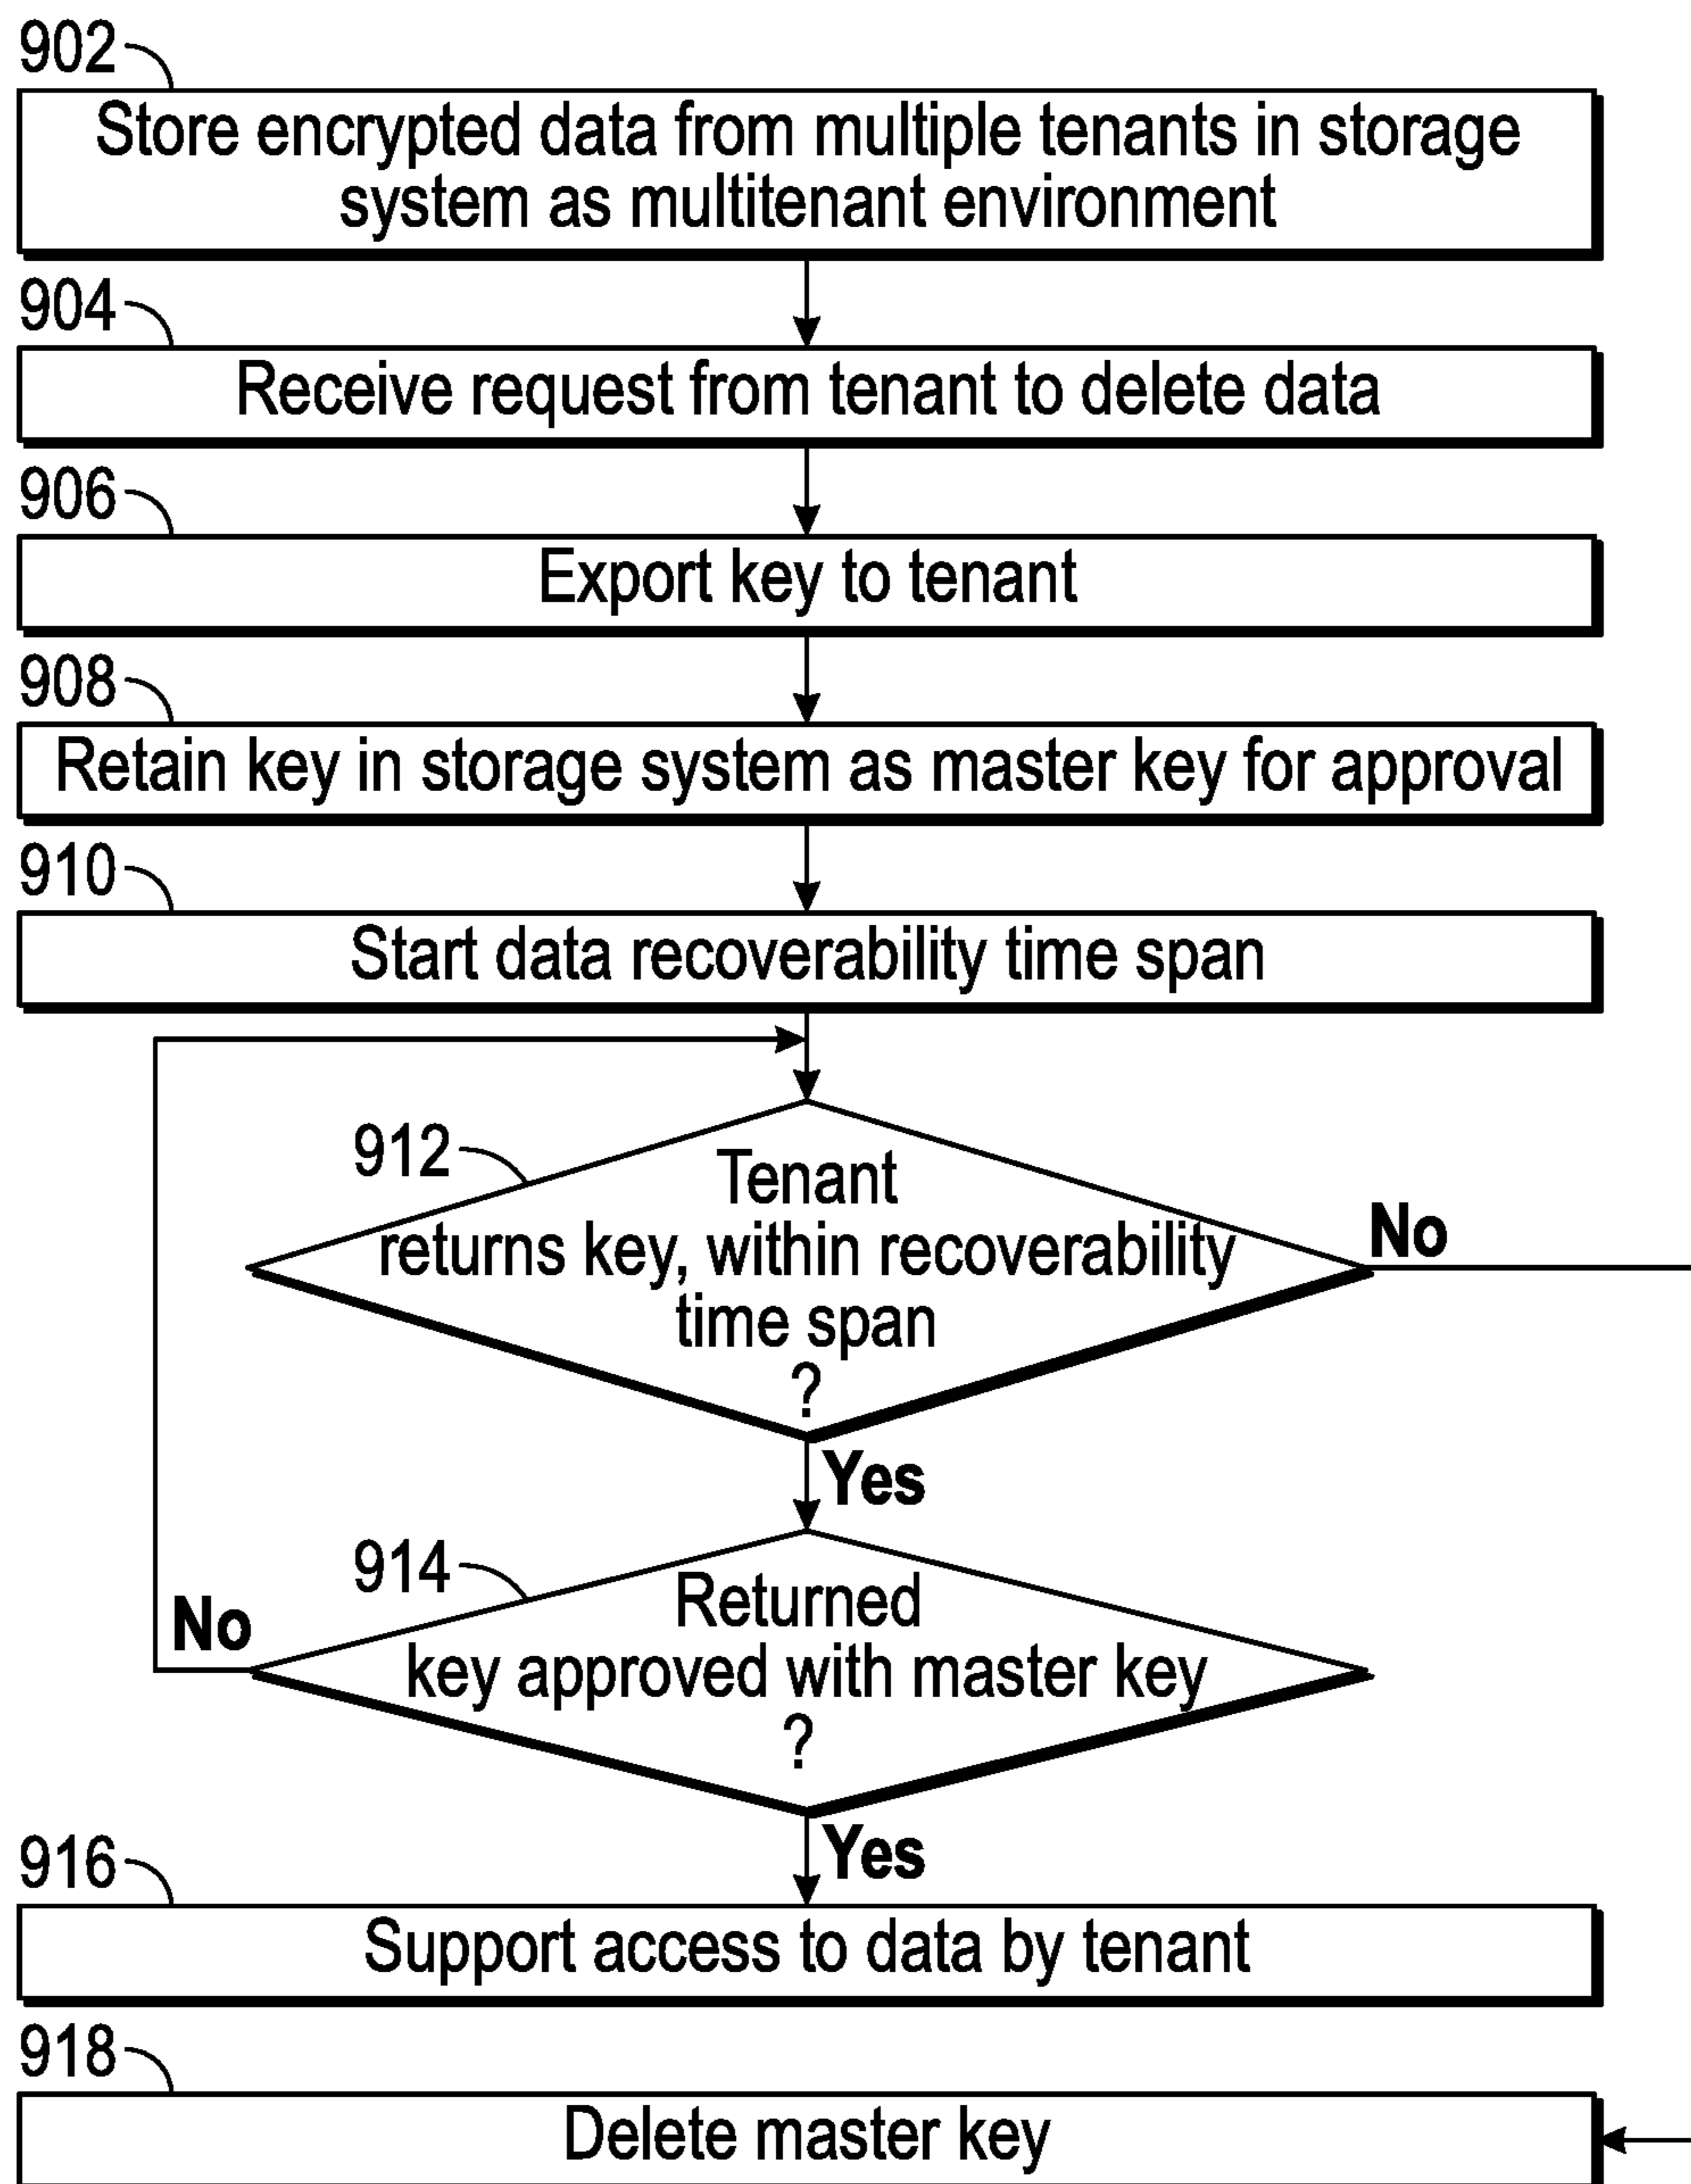 902
Store encrypted data from multiple tenants in storage
system as multitenant environment
904
Receive request from tenant to delete data
906
Export key to tenant
908
Retain key in storage system as master key for approval
910
Start data recoverability time span
912
Tenant
returns key, within recoverability
time span
?
No
Yes
914
Returned
key approved with master key
?
No
Yes
916
Support access to data by tenant
918
Delete master key